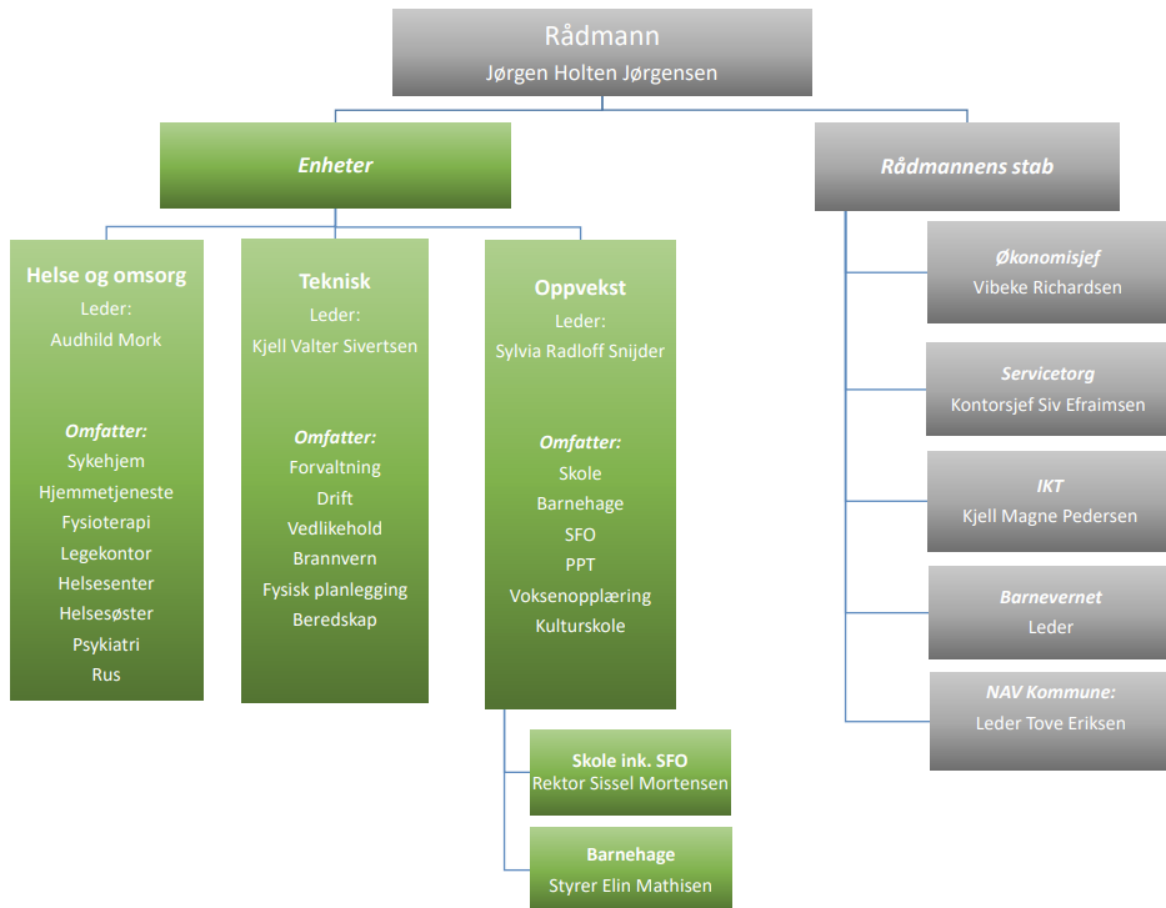 Rådmann
Jørgen Holten Jørgensen
Enheter
Rådmannens stab
Helse og omsorg
Leder:
Audhild Mork
Omfatter:
Sykehjem
Hjemmetjeneste
Fysioterapi
Legekontor
Helsesenter
Helsesøster
Psykiatri
Rus
Teknisk
Leder:
Kjell Valter Sivertsen
Omfatter:
Forvaltning
Drift
Vedlikehold
Brannvern
Fysisk planlegging
Beredskap
Oppvekst
Leder:
Sylvia Radloff Snijder
Omfatter:
Skole
Barnehage
SFO
PPT
Voksenopplæring
Kulturskole
Skole ink. SFO
Rektor Sissel Mortensen
Barnehage
Styrer Elin Mathisen
Økonomisjef
Vibeke Richardsen
Servicetorg
Kontorsjef Siv Efraimsen
IKT
Kjell Magne Pedersen
Barnevernet
Leder
NAV Kommune:
Leder Tove Eriksen